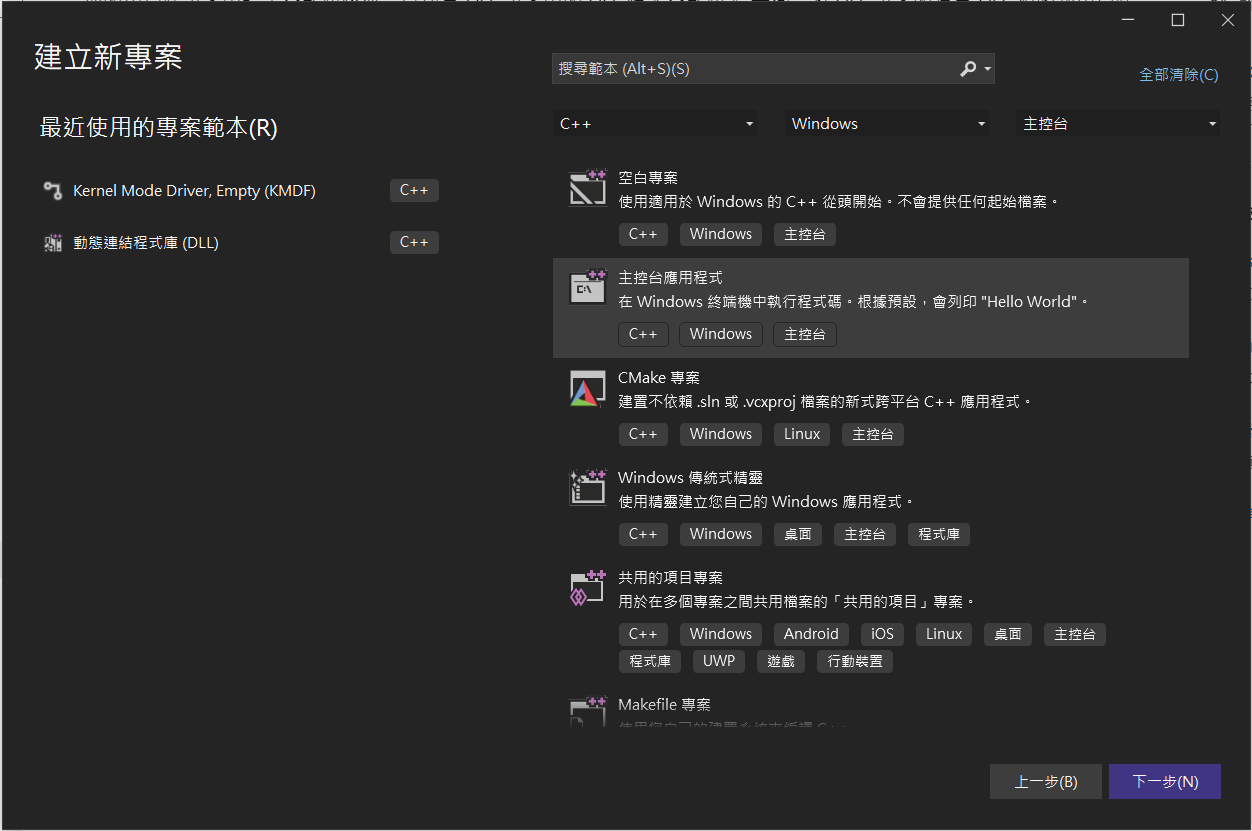 建立新專案
搜尋範本 (Alt+S)(S)
全部清除(C)
最近使用的專案範本(R)
C++
Windows
主控台
Kernel Mode Driver, Empty (KMDF)
C++
動態連結程式庫 (DLL)
C++
空白專案
使用適用於 Windows 的 C++ 從頭開始。不會提供任何起始檔案。
C++ Windows 主控台
主控台應用程式
在 Windows 終端機中執行程式碼。根據預設，會列印 "Hello World"。
C++ Windows 主控台
CMake 專案
建置不依賴 .sln 或 .vcxproj 檔案的新式跨平台 C++ 應用程式。
C++ Windows Linux 主控台
Windows 傳統式精靈
使用精靈建立您自己的 Windows 應用程式。
C++ Windows 桌面 主控台 程式庫
共用的項目專案
用於在多個專案之間共用檔案的「共用的項目」專案。
C++ Windows Android iOS Linux 桌面 主控台
程式庫 UWP 遊戲 行動裝置
Makefile 專案
上一步(B)
下一步(N)